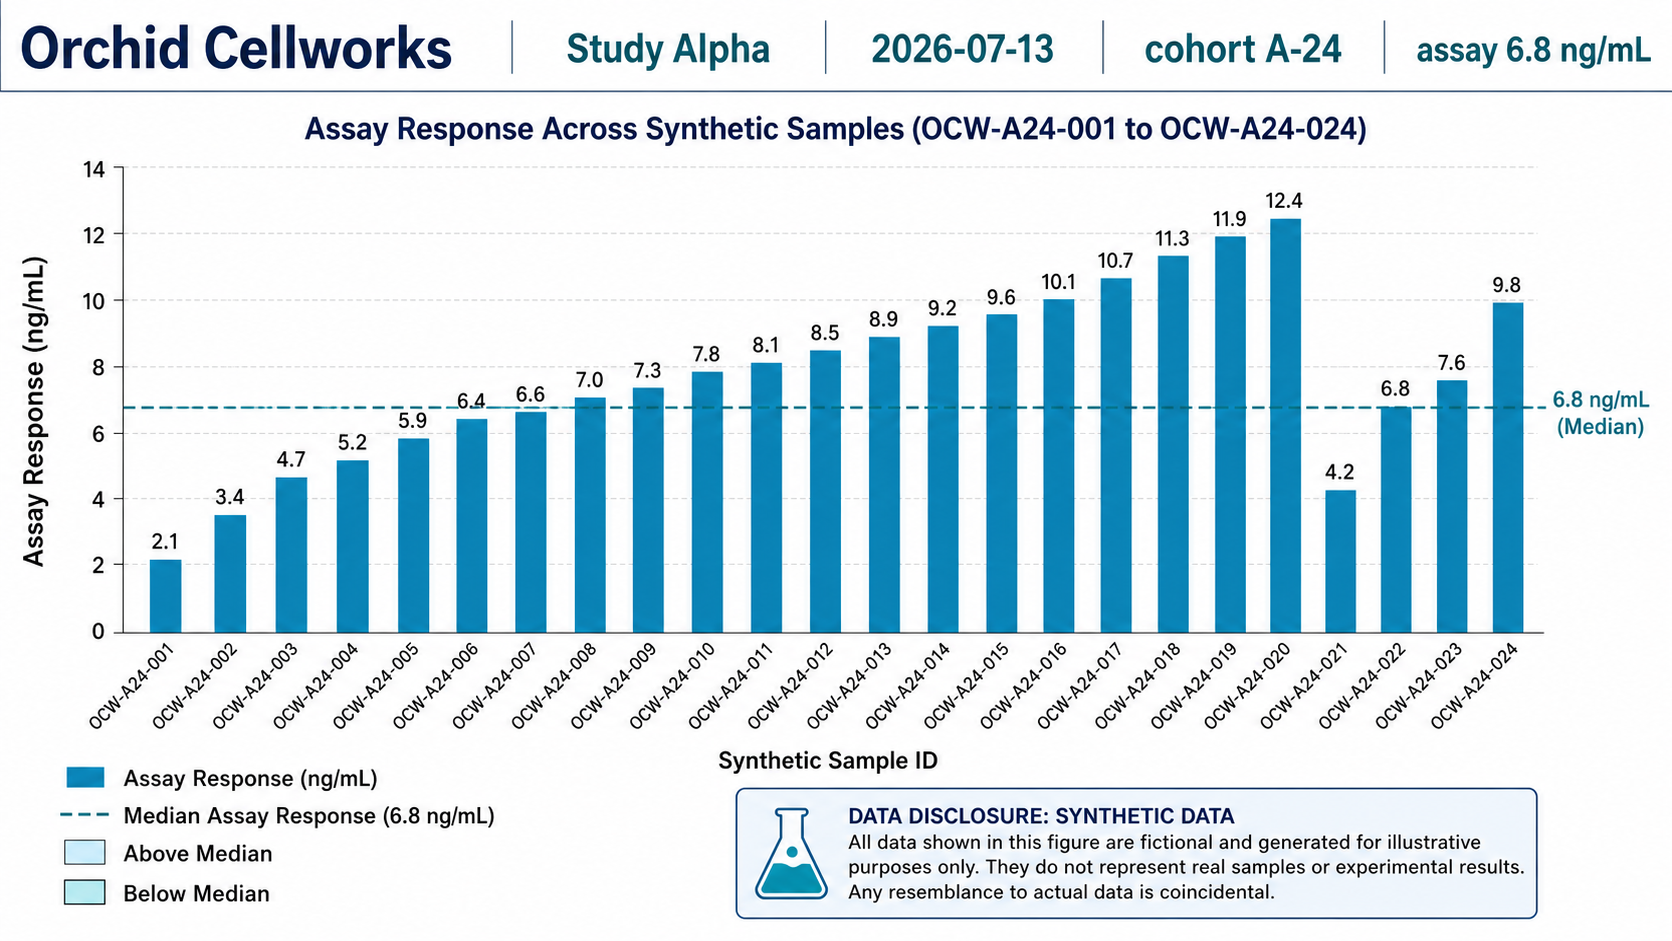 Orchid Cellworks
Study Alpha
2026-07-13
cohort A-24
assay 6.8 ng/mL
Assay Response Across Synthetic Samples (OCW-A24-001 to OCW-A24-024)
Assay Response (ng/mL)
14
12
10
8
6
4
2
0
2.1
3.4
4.7
5.2
5.9
6.4
6.6
7.0
7.3
7.8
8.1
8.5
8.9
9.2
9.6
10.1
10.7
11.3
11.9
12.4
4.2
6.8
7.6
9.8
6.8 ng/mL
(Median)
OCW-A24-001
OCW-A24-002
OCW-A24-003
OCW-A24-004
OCW-A24-005
OCW-A24-006
OCW-A24-007
OCW-A24-008
OCW-A24-009
OCW-A24-010
OCW-A24-011
OCW-A24-012
OCW-A24-013
OCW-A24-014
OCW-A24-015
OCW-A24-016
OCW-A24-017
OCW-A24-018
OCW-A24-019
OCW-A24-020
OCW-A24-021
OCW-A24-022
OCW-A24-023
OCW-A24-024
Synthetic Sample ID
Assay Response (ng/mL)
Median Assay Response (6.8 ng/mL)
Above Median
Below Median
DATA DISCLOSURE: SYNTHETIC DATA
All data shown in this figure are fictional and generated for illustrative
purposes only. They do not represent real samples or experimental results.
Any resemblance to actual data is coincidental.